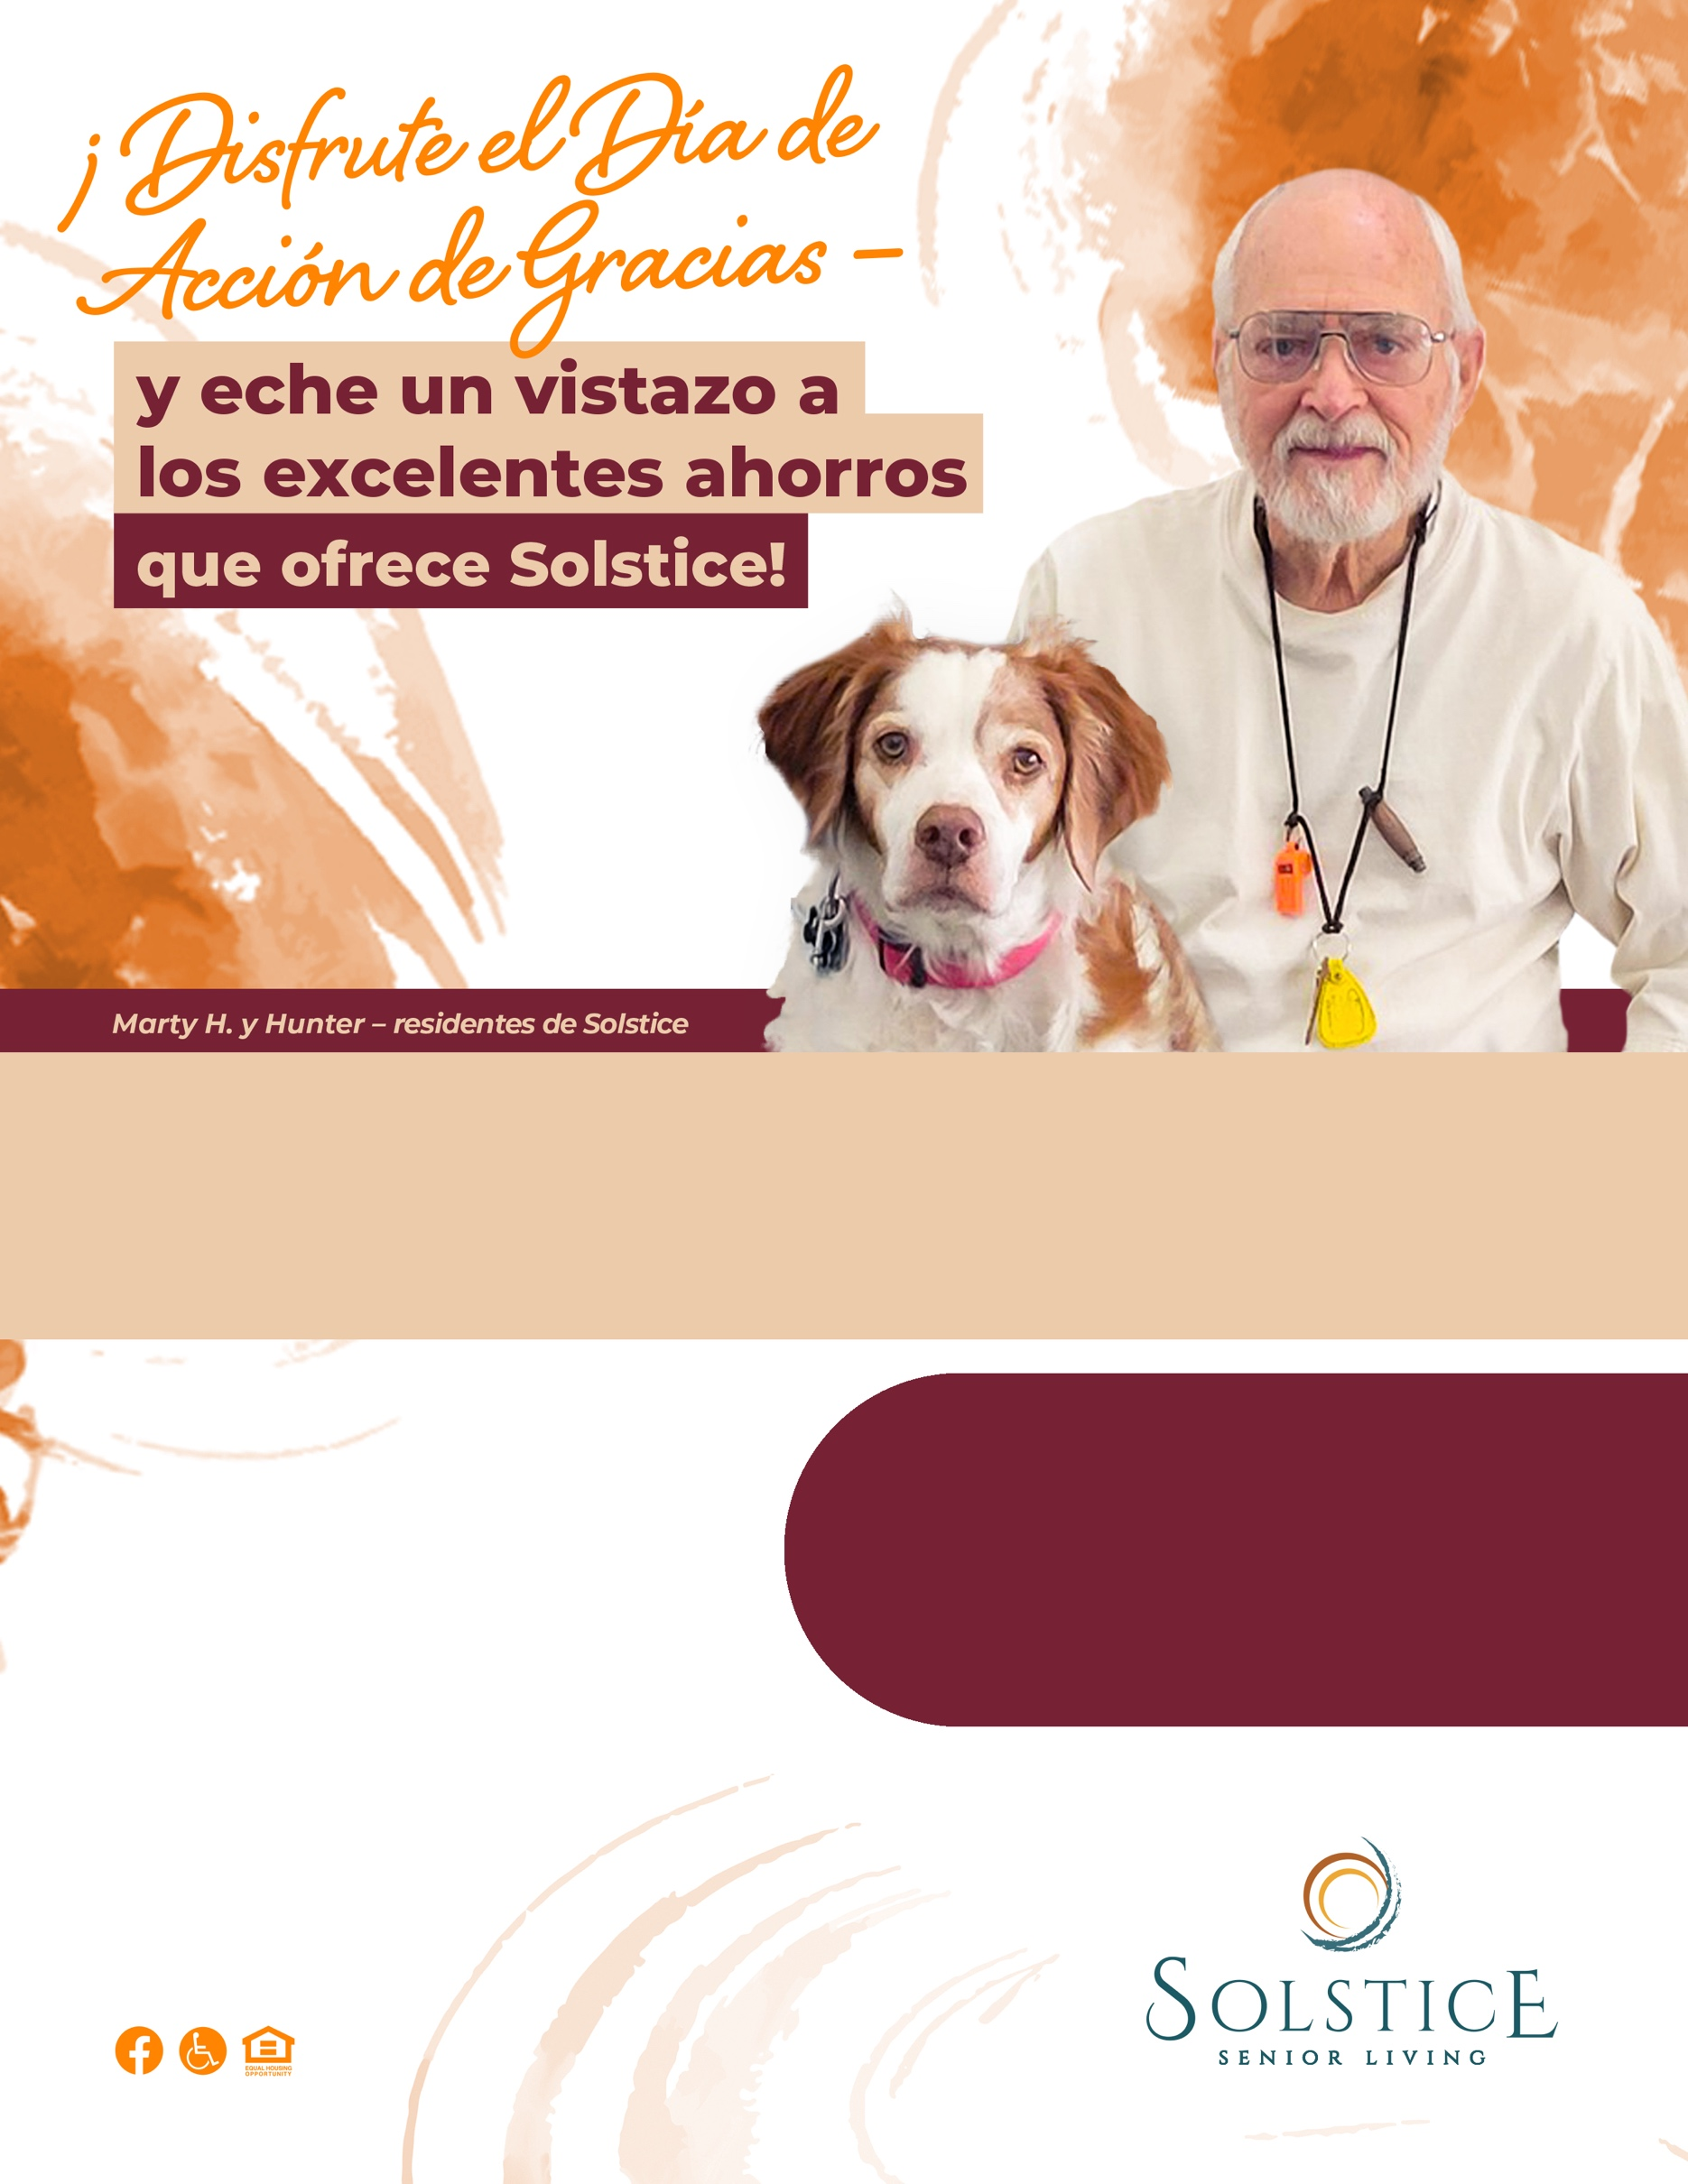 ¡Disfrute el Día de
Acción de Gracias –
y eche un vistazo a
los excelentes ahorros
que ofrece Solstice!
Marty H. y Hunter – residentes de Solstice
SOLSTICE
SENIOR LIVING
EQUAL HOUSING
OPPORTUNITY